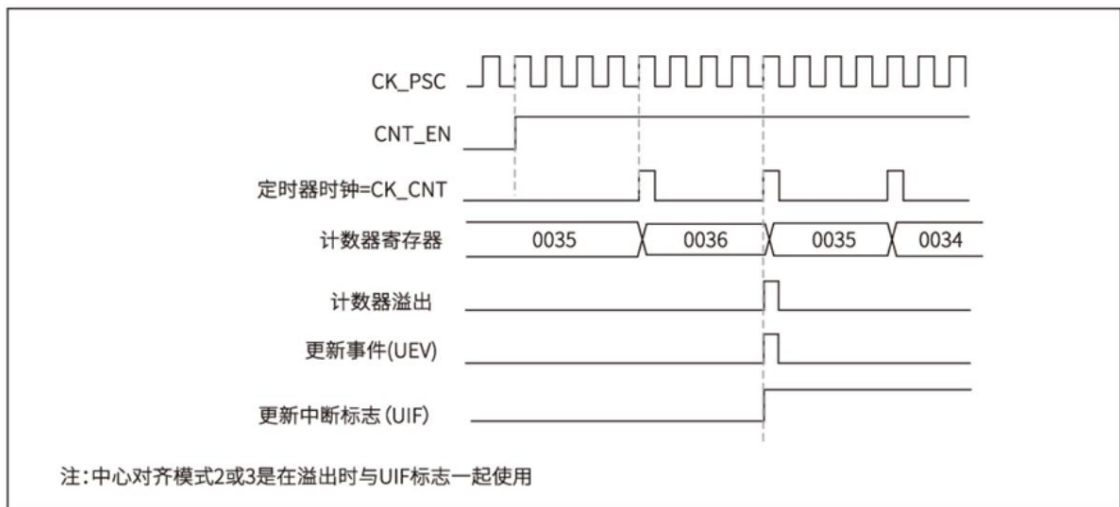 CK_PSC
CNT_EN
定时器时钟=CK_CNT
计数器寄存器 0035 0036 0035 0034
计数器溢出
更新事件(UEV)
更新中断标志(UIF)
注:中心对齐模式2或3是在溢出时与UIF标志一起使用